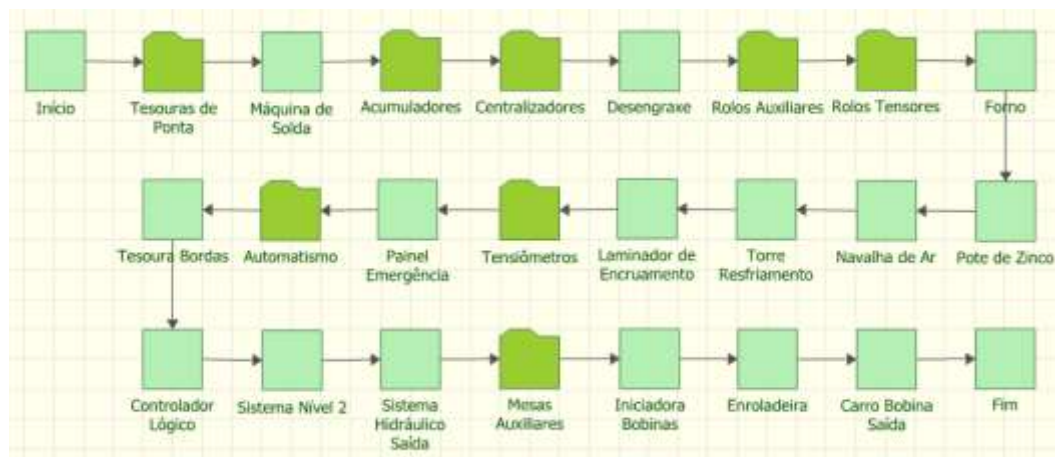 Início
Tesouras de
Ponta
Máquina de
Solda
Acumuladores
Centralizadores
Desengraxe
Rolos Auxiliares
Rolos Tensores
Forno
Tesoura Bordas
Automatismo
Painel
Emergência
Tensiômetros
Laminador de
Encruamento
Torre
Resfriamento
Navalha de Ar
Pote de Zinco
Controlador
Lógico
Sistema Nível 2
Sistema
Hidráulico
Saída
Mesas
Auxiliares
Iniciadora
Bobinas
Enroladeira
Carro Bobina
Saída
Fim